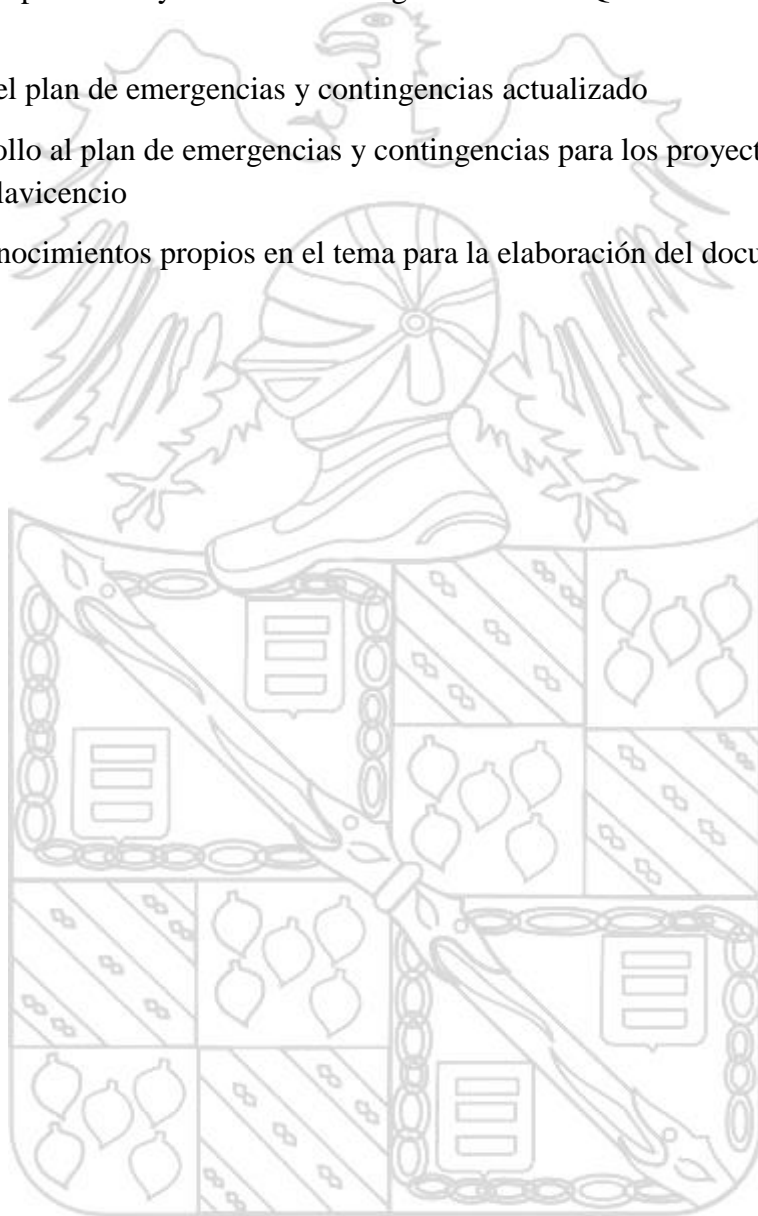 el plan de emergencias y contingencias actualizado
ollo al plan de emergencias y contingencias para los proyect
lavicencio
nocimientos propios en el tema para la elaboración del docu